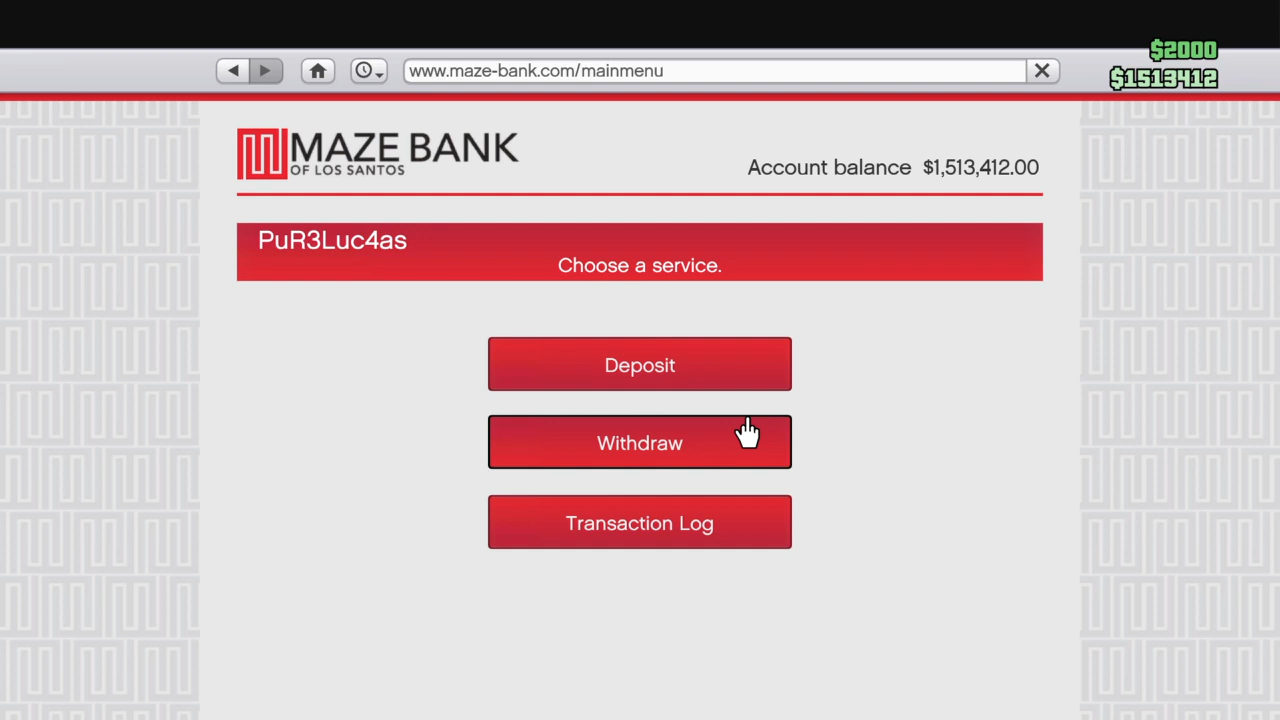 $2000
www.maze-bank.com/mainmenu
$1513412
MAZE BANK
OF LOS SANTOS
Account balance $1,513,412.00
PuR3Luc4as
Choose a service.
Deposit
Withdraw
Transaction Log